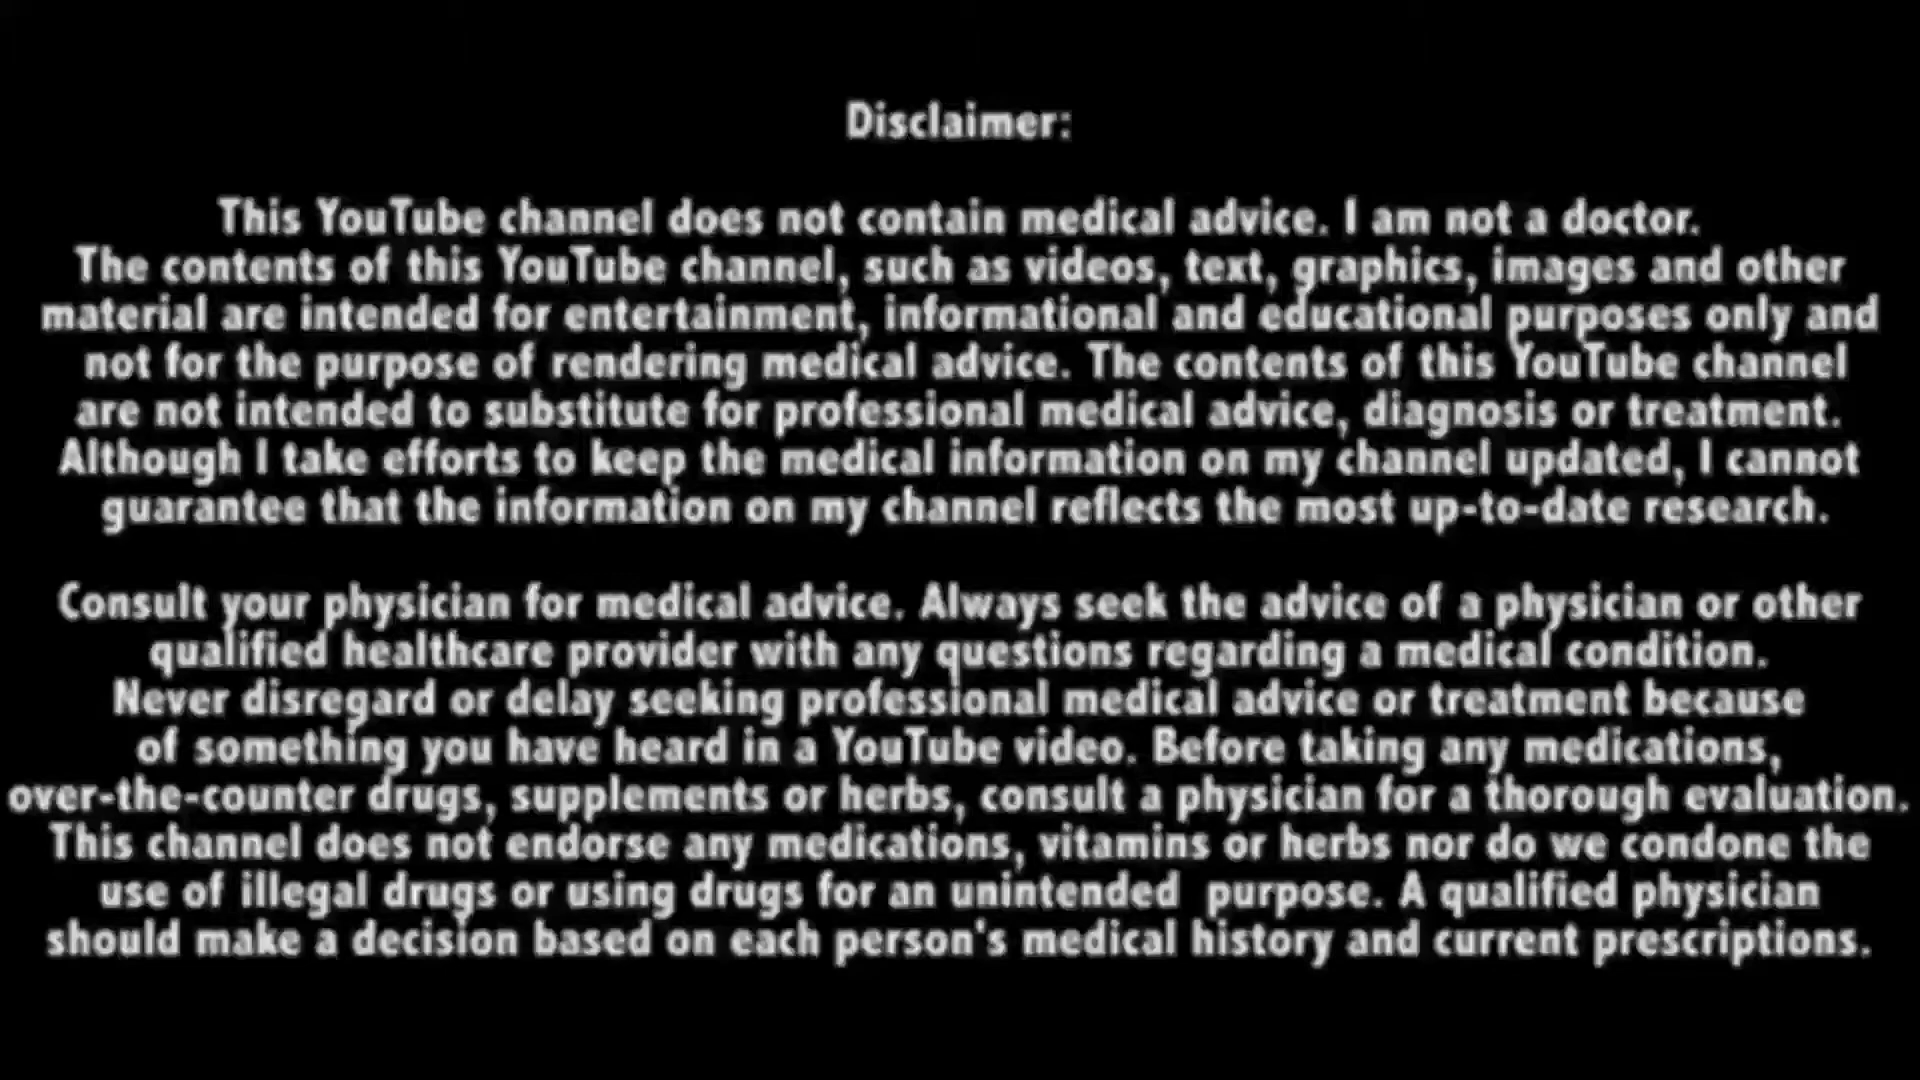 Disclaimer:
This YouTube channel does not contain medical advice. I am not a doctor.
The contents of this YouTube channel, such as videos, text, graphics, images and other
material are intended for entertainment, informational and educational purposes only and
not for the purpose of rendering medical advice. The contents of this YouTube channel
are not intended to substitute for professional medical advice, diagnosis or treatment.
Although I take efforts to keep the medical information on my channel updated, I cannot
guarantee that the information on my channel reflects the most up-to-date research.
Consult your physician for medical advice. Always seek the advice of a physician or other
qualified healthcare provider with any questions regarding a medical condition.
Never disregard or delay seeking professional medical advice or treatment because
of something you have heard in a YouTube video. Before taking any medications,
over-the-counter drugs, supplements or herbs, consult a physician for a thorough evaluation.
This channel does not endorse any medications, vitamins or herbs nor do we condone the
use of illegal drugs or using drugs for an unintended  purpose. A qualified physician
should make a decision based on each person's medical history and current prescriptions.